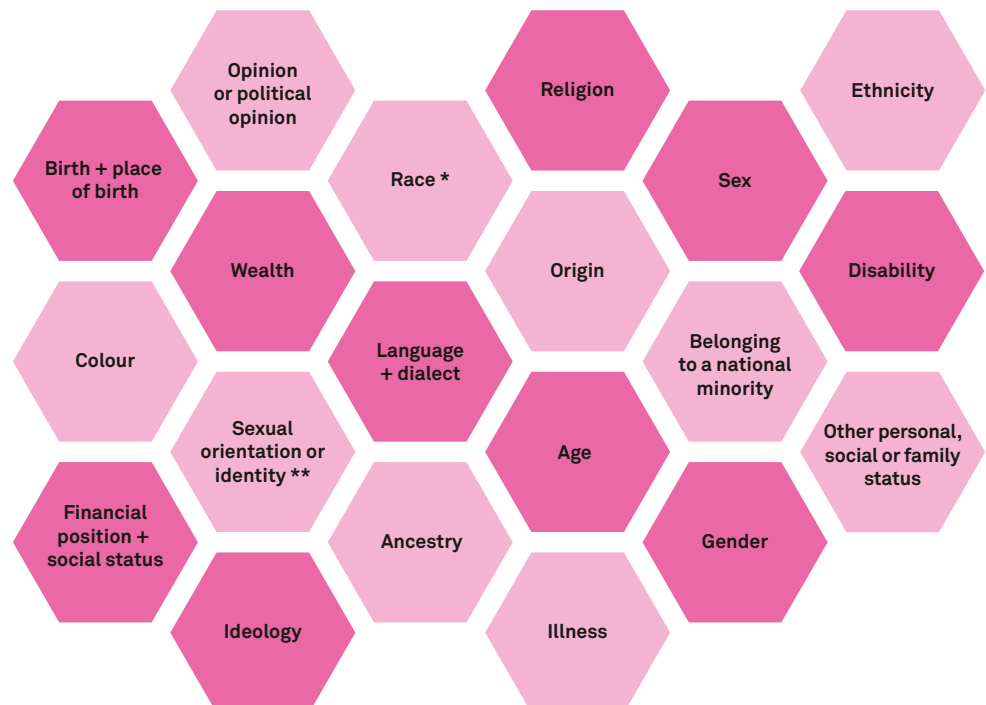 Opinion
or political
opinion
Religion
Ethnicity
Birth + place
of birth
Race *
Sex
Wealth
Origin
Disability
Colour
Language
+ dialect
Belonging
to a national
minority
Sexual
orientation or
identity **
Age
Other personal,
social or family
status
Financial
position +
social status
Ancestry
Gender
Ideology
Illness